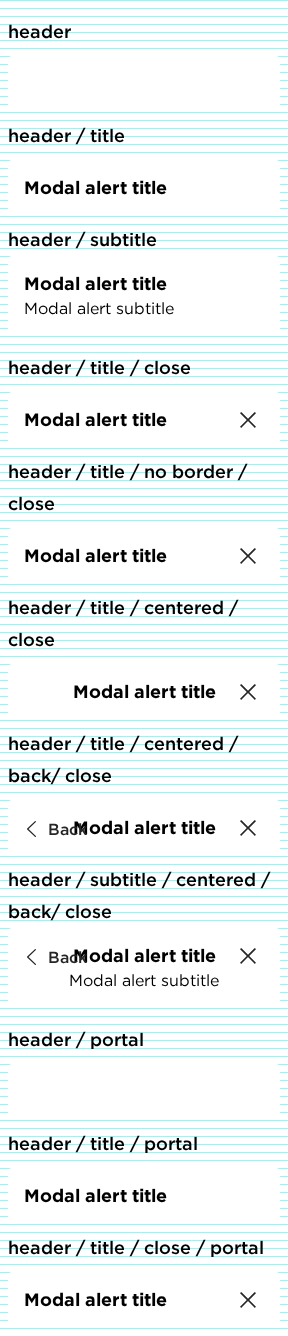 header
header / title
Modal alert title
header / subtitle
Modal alert title
Modal alert subtitle
header / title / close
Modal alert title
header / title / no border /
close
Modal alert title
header / title / centered /
close
Modal alert title
header / title / centered /
back/ close
Back Modal alert title
header / subtitle / centered /
back/ close
Back Modal alert title
Modal alert subtitle
header / portal
header / title / portal
Modal alert title
header / title / close / portal
Modal alert title